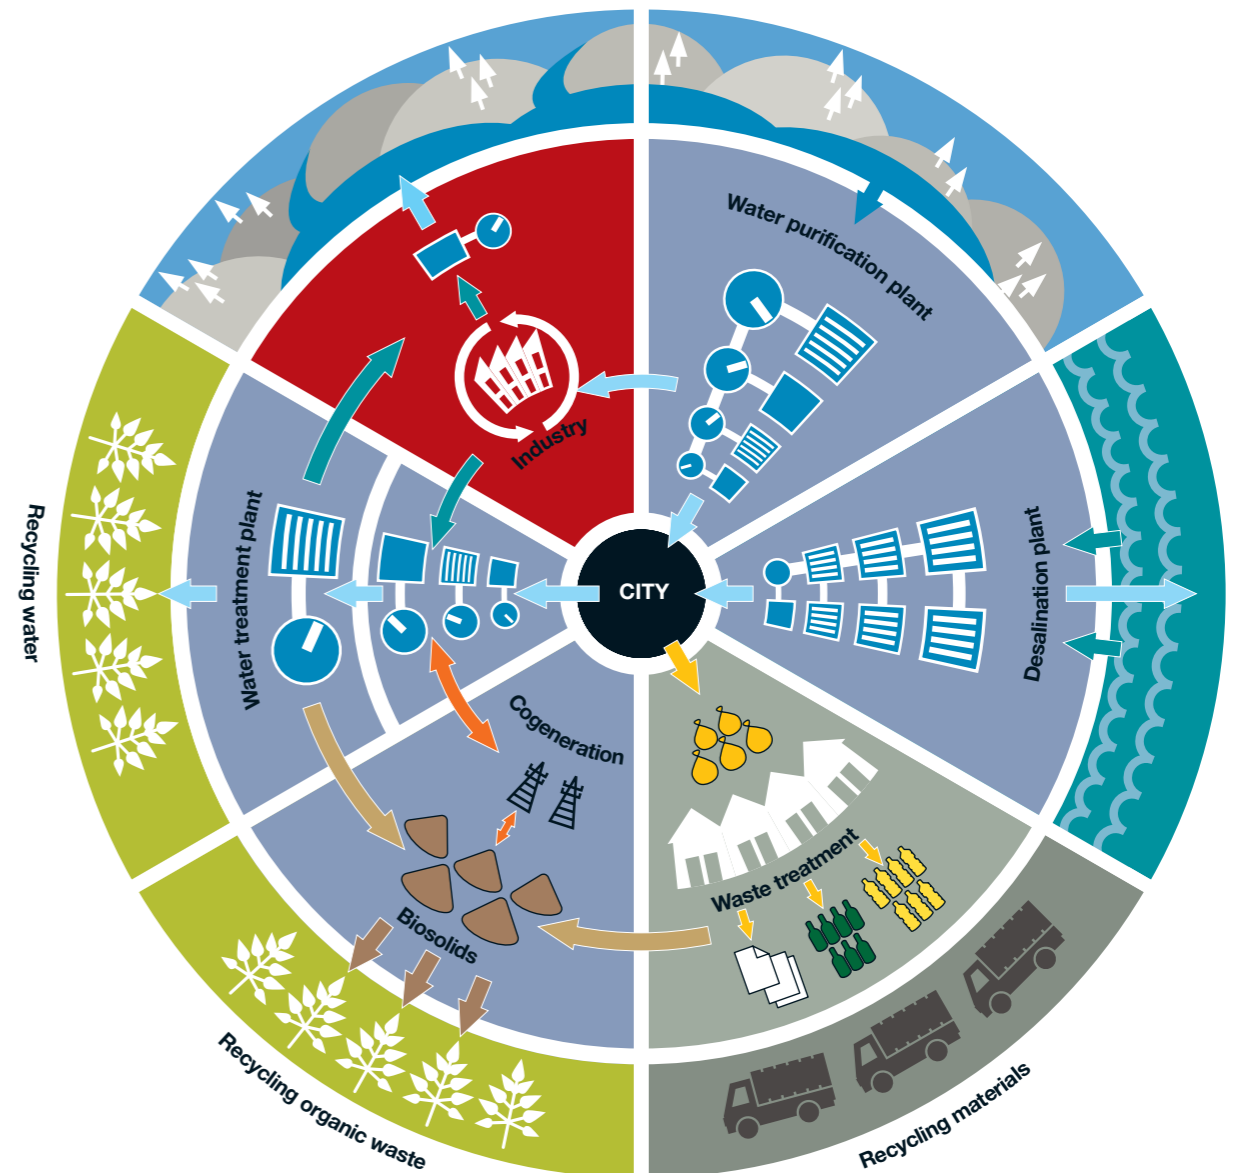 Water purification plant
Industry
Recycling water
Water treatment plant
CITY
Desalination plant
Cogeneration
Waste treatment
Biosolids
Recycling organic waste
Recycling materials